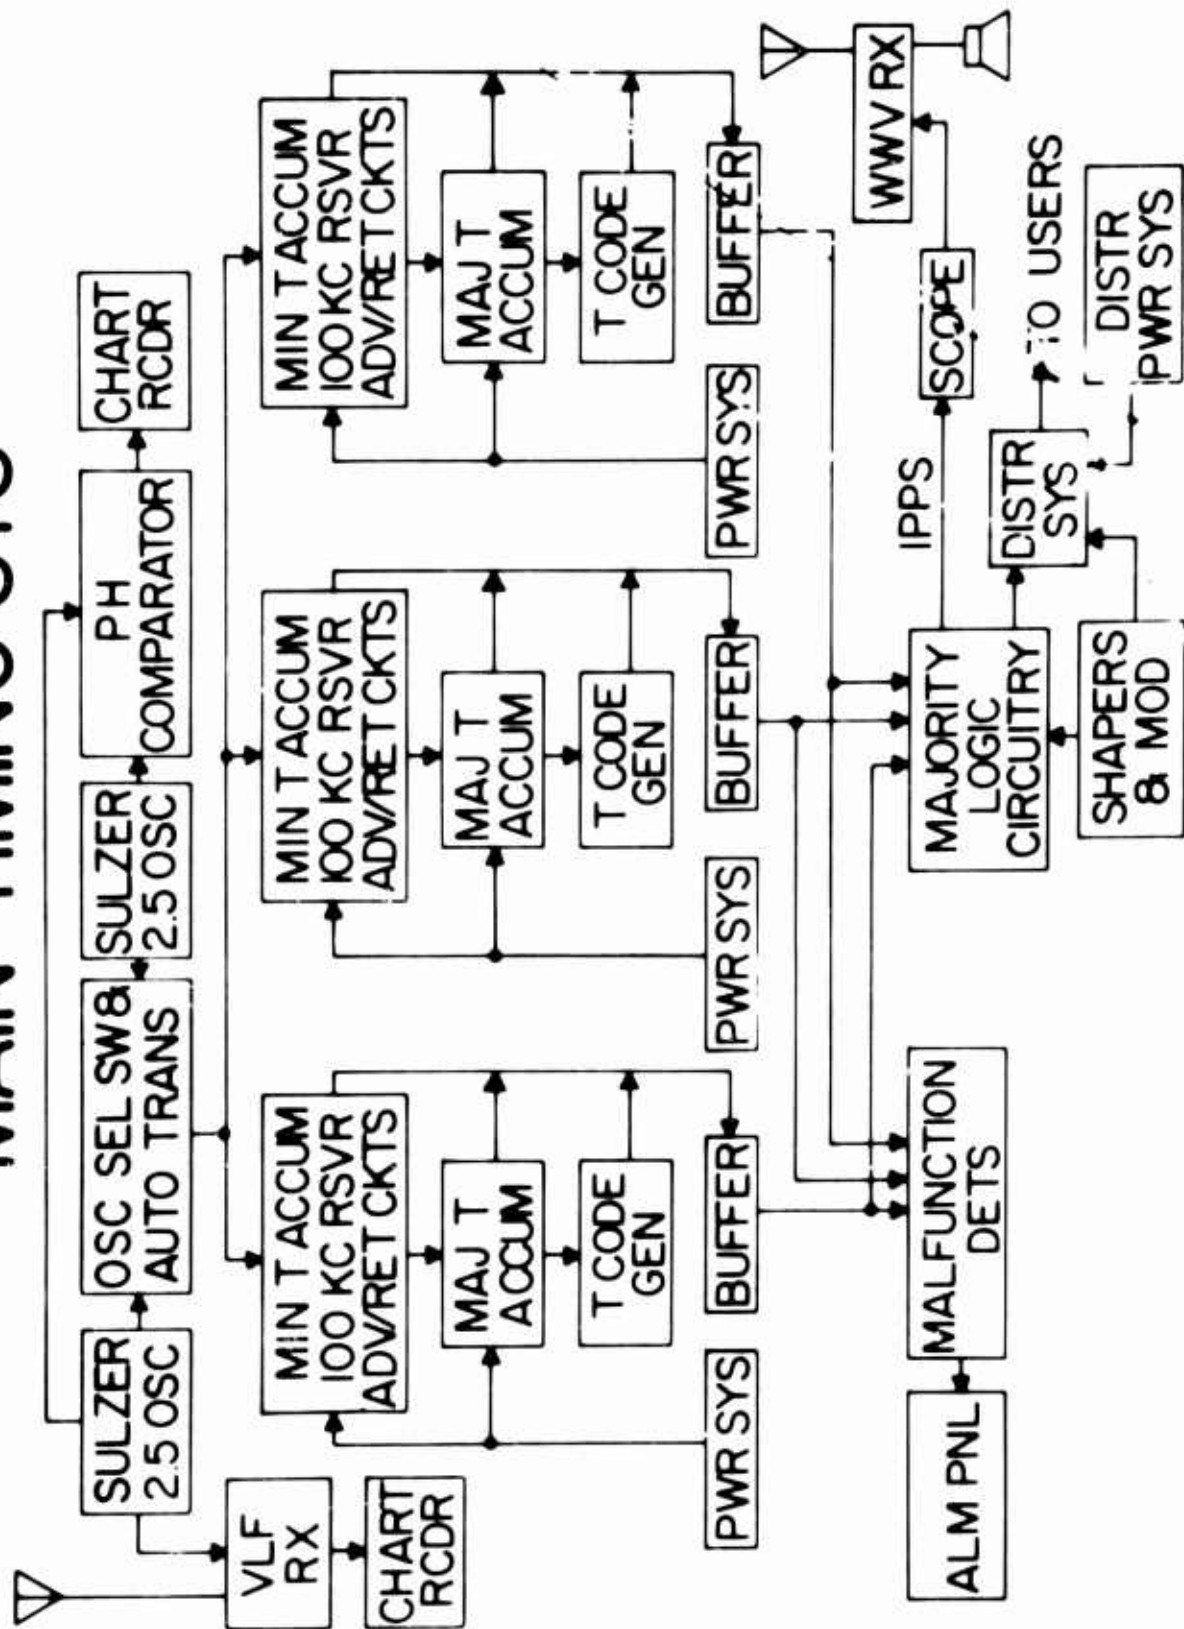 MAIN TIMING
SULZER
2.5 OSC
OSC SEL SW &
AUTO TRANS
SULZER
2.5 OSC
PH
COMPARATOR
CHART
RCDR
VLF
RX
CHART
RCDR
MIN T ACCUM
100 KC RSVR
ADV/RET CKTS
MIN T ACCUM
100 KC RSVR
ADV/RET CKTS
MIN T ACCUM
100 KC RSVR
ADV/RET CKTS
MAJ T
ACCUM
MAJ T
ACCUM
MAJ T
ACCUM
T CODE
GEN
T CODE
GEN
T CODE
GEN
PWR SYS
BUFFER
PWR SYS
BUFFER
PWR SYS
BUFFER
WWV RX
IPPS
SCOPE
ALM PNL
MALFUNCTION
DETS
MAJORITY
LOGIC
CIRCUITRY
DISTR
SYS
TO USERS
SHAPERS
& MOD
DISTR
PWR SYS